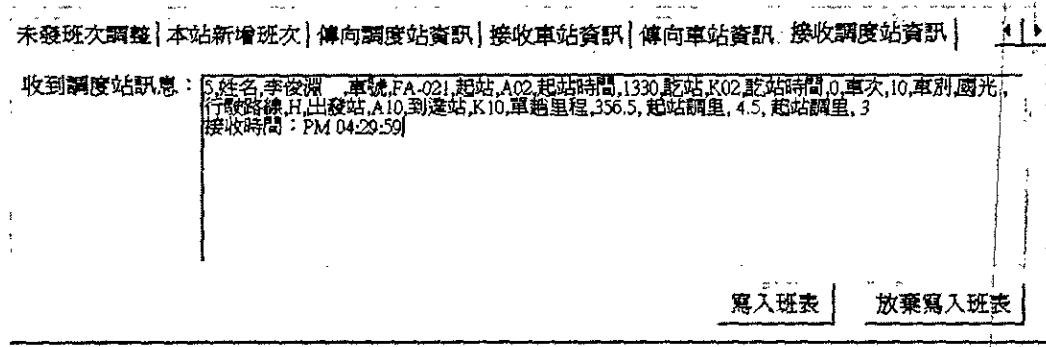 未發班次調整 本站新增班次 傳向調度站資訊 接收車站資訊 傳向車站資訊 接收調度站資訊
收到調度站訊息:5,姓名,李俊淵 ,車號,FA-021,起站,A02,起站時間,1330,訖站,K02,訖站時間,0,車次,10,車別,國光,
行駛路線,H,出發站,A10,到達站,K10,單趟里程,356.5, 起站調里, 4.5, 起站調里, 3
接收時間:PM 04:29:59
寫入班表 放棄寫入班表